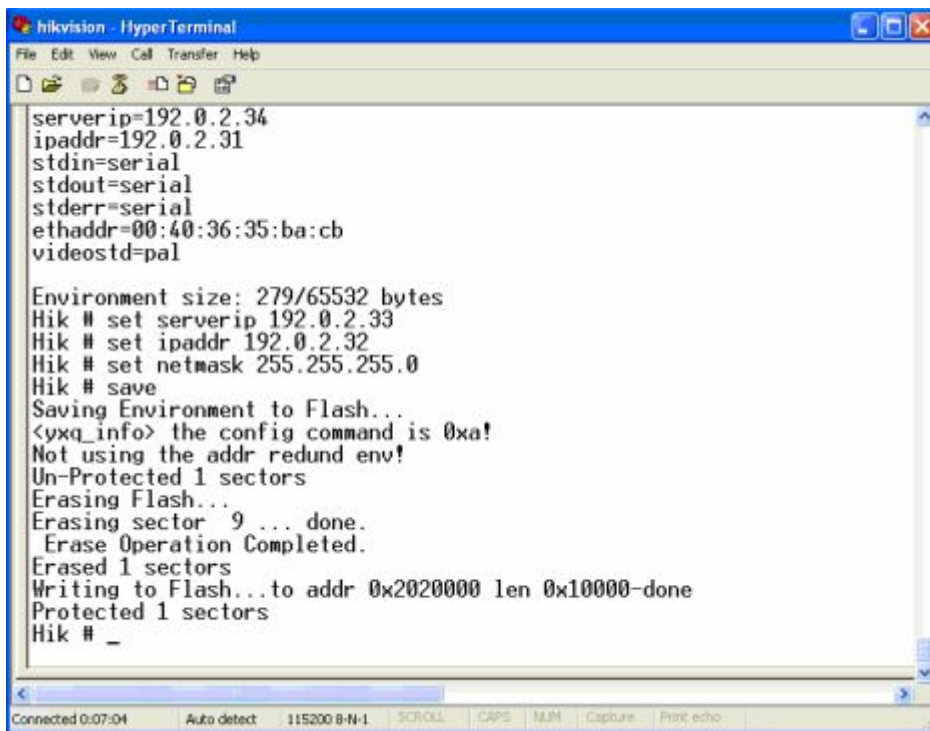 hikvision - HyperTerminal
File Edit View Call Transfer Help
serverip=192.0.2.34
ipaddr=192.0.2.31
stdin=serial
stdout=serial
stderr=serial
ethaddr=00:40:36:35:ba:cb
videostd=pal
Environment size: 279/65532 bytes
Hik # set serverip 192.0.2.33
Hik # set ipaddr 192.0.2.32
Hik # set netmask 255.255.255.0
Hik # save
Saving Environment to Flash...
<yxq_info> the config command is 0xa!
Not using the addr redund env!
Un-Protected 1 sectors
Erasing Flash...
Erasing sector  9 ... done.
 Erase Operation Completed.
Erased 1 sectors
Writing to Flash...to addr 0x2020000 len 0x10000-done
Protected 1 sectors
Hik # _
Connected 0:07:04 Auto detect 115200 8-N-1 SCROLL CAPS NUM Capture Print echo